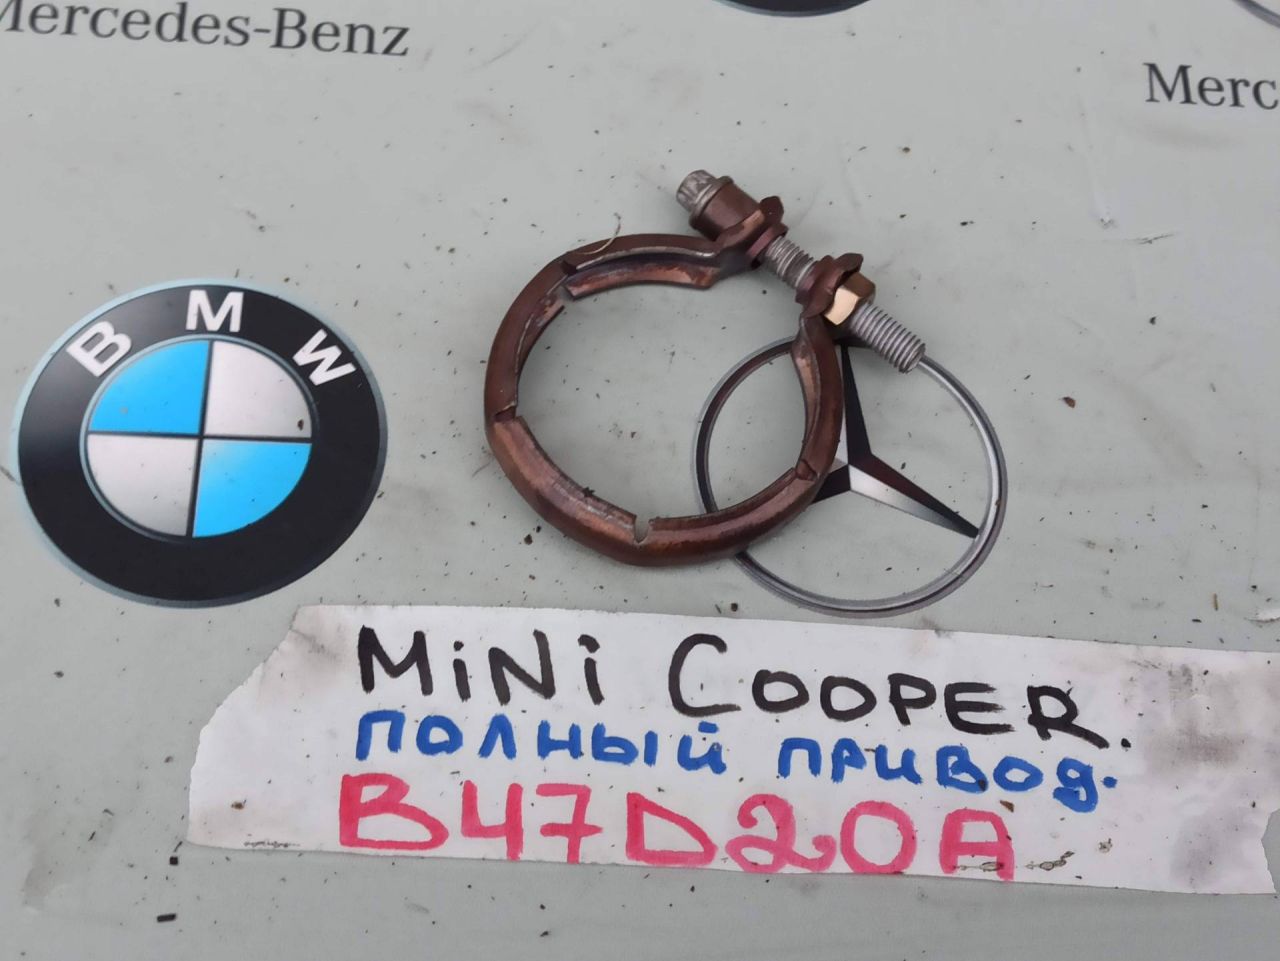 Mercedes-Benz
Merc
BMW
MiNi COOPER.
ПОЛНЫЙ ПРИВОД.
B47D20A